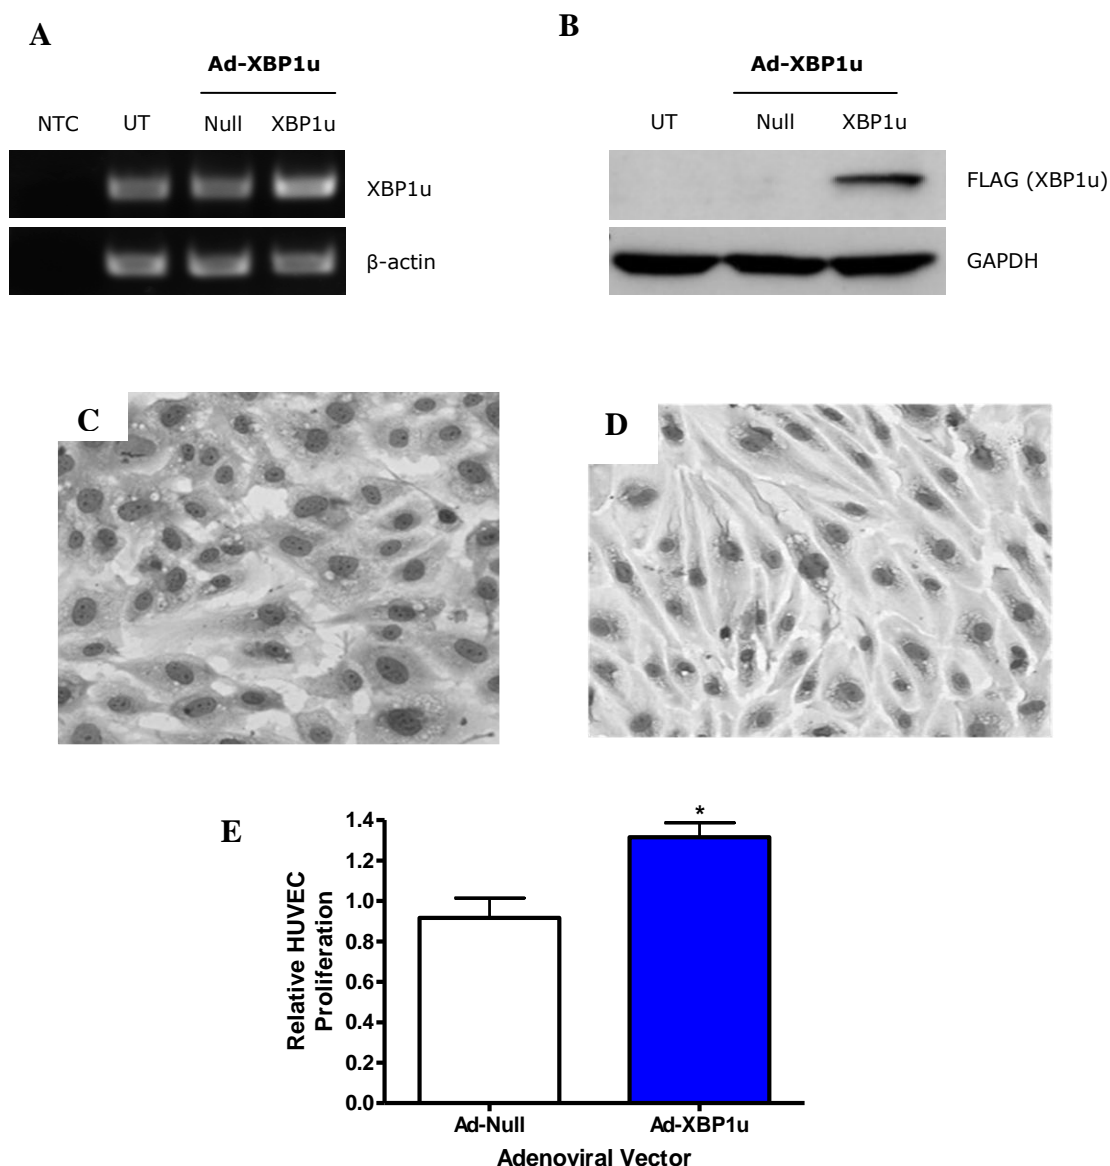 A
Ad-XBP1u
NTC UT Null XBP1u
XBP1u
β-actin
B
Ad-XBP1u
UT Null XBP1u
FLAG (XBP1u)
GAPDH
C
D
E
Relative HUVEC
Proliferation
1.4
1.2
1.0
0.8
0.6
0.4
0.2
0.0
*
Ad-Null Ad-XBP1u
Adenoviral Vector